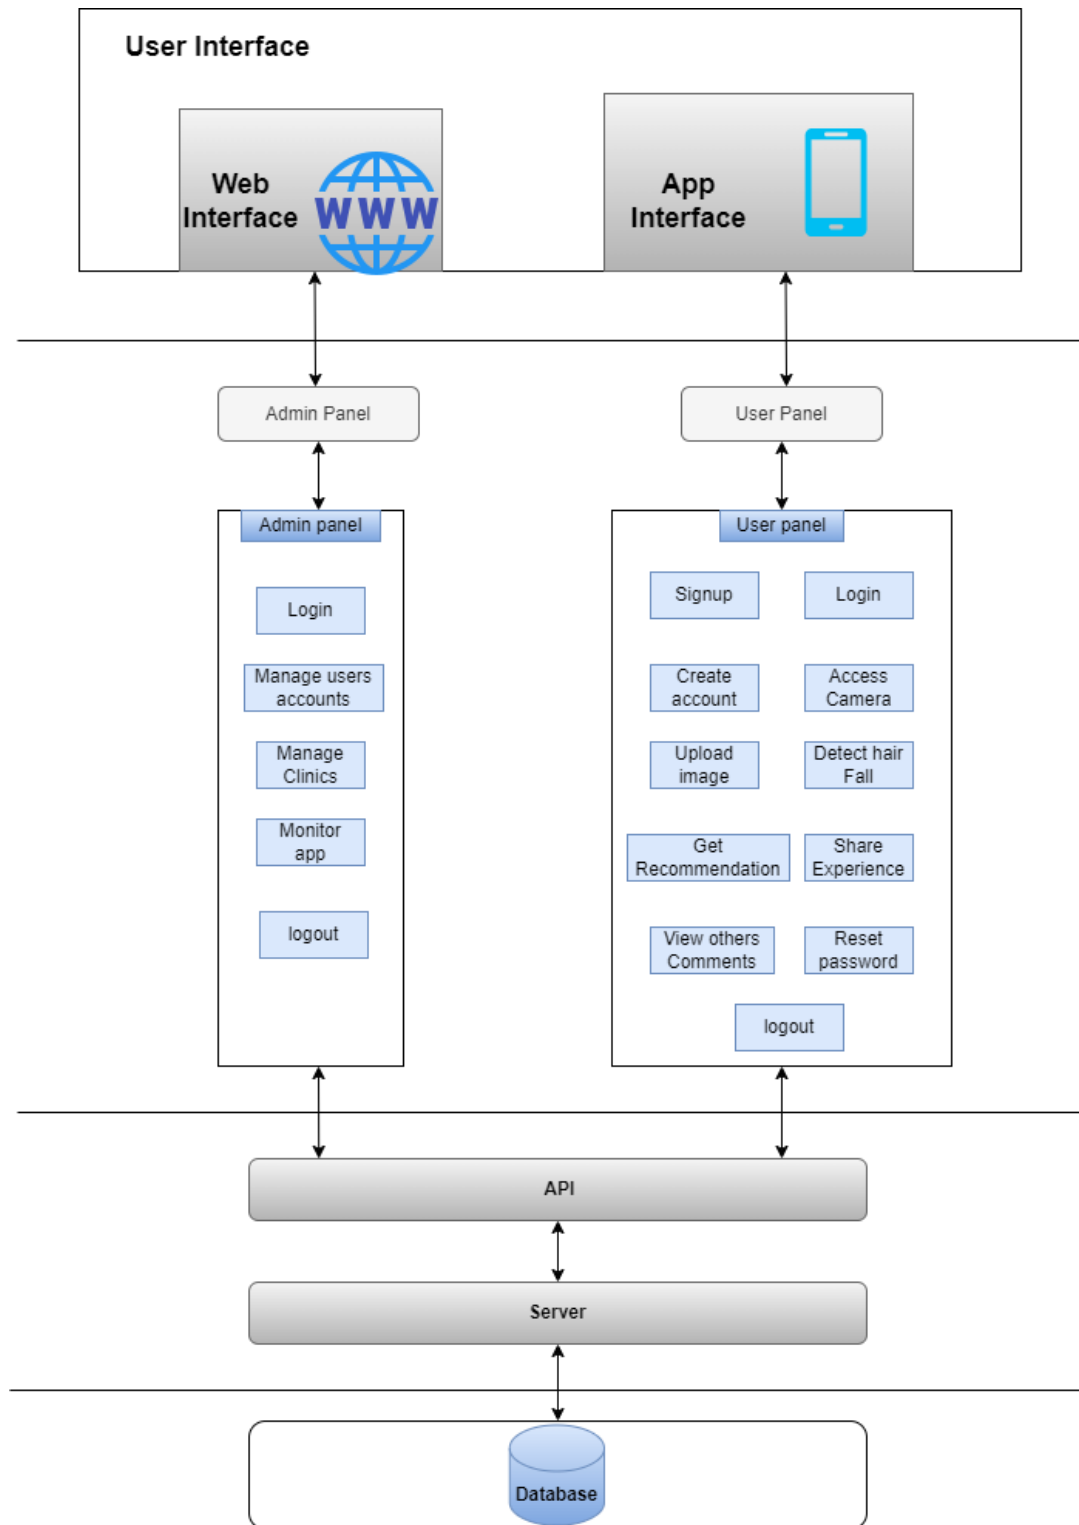 User Interface
Web
Interface
WWW
App
Interface
Admin Panel
User Panel
Admin panel
User panel
Login
Manage users
accounts
Manage
Clinics
Monitor
app
logout
Signup
Login
Create
account
Access
Camera
Upload
image
Detect hair
Fall
Get
Recommendation
Share
Experience
View others
Comments
Reset
password
logout
API
Server
Database